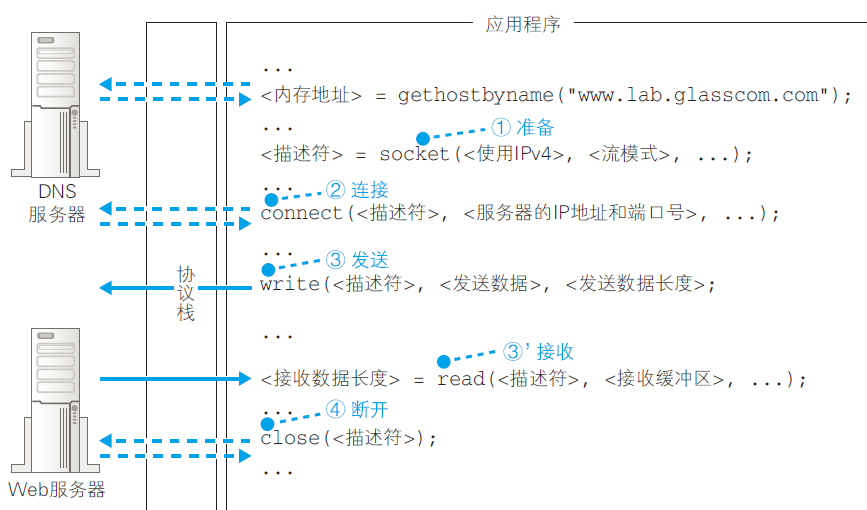 应用程序
...
<内存地址> = gethostbyname("www.lab.glasscom.com");
...
① 准备
<描述符> = socket(<使用IPv4>, <流模式>, ...);
...
② 连接
connect(<描述符>, <服务器的IP地址和端口号>, ...);
...
③ 发送
write(<描述符>, <发送数据>, <发送数据长度>;
...
③’接收
<接收数据长度> = read(<描述符>, <接收缓冲区>, ...);
...
④ 断开
close(<描述符>);
...
DNS
服务器
协议栈
Web服务器